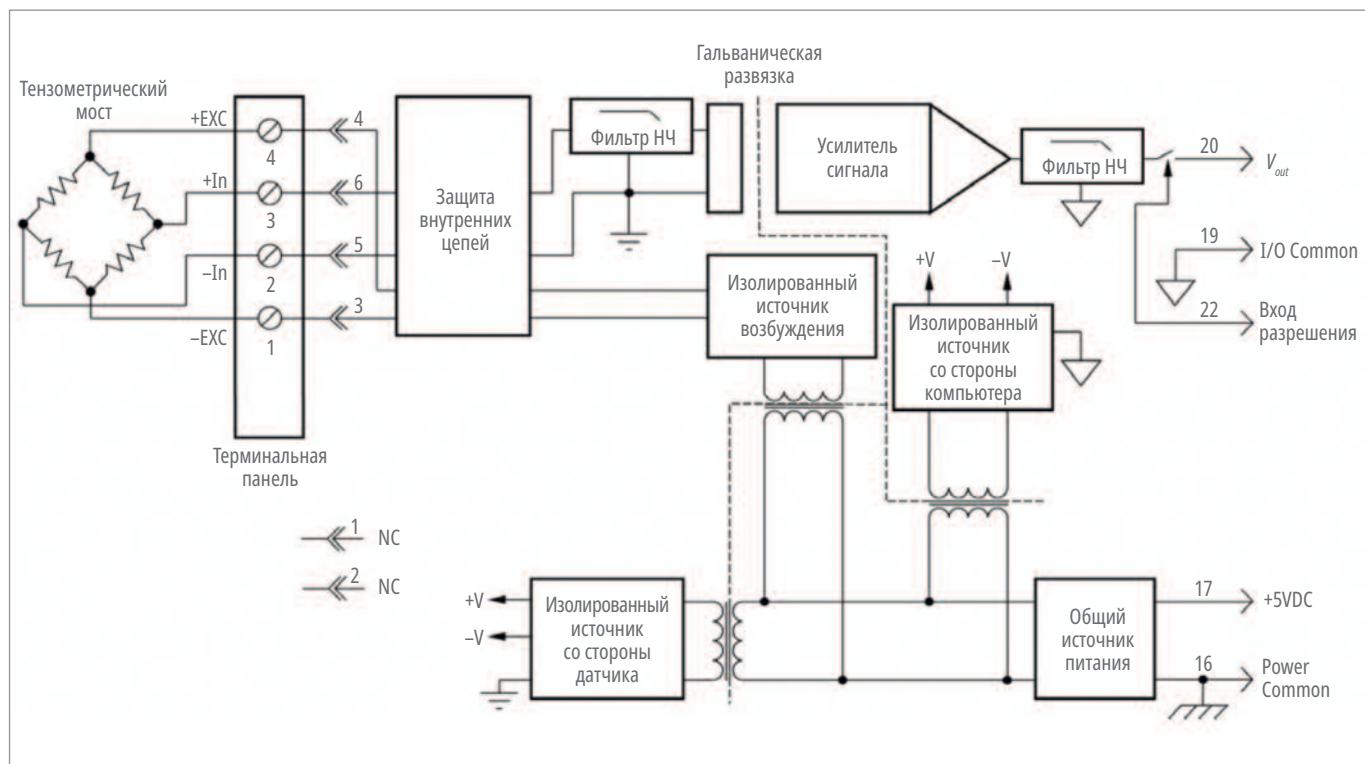 Гальваническая
развязка
Тензометрический
мост
+EXC
4
4
+In
6
3
5
–In
2
3
–EXC
1
Терминальная
панель
Защита
внутренних
цепей
Фильтр НЧ
Усилитель
сигнала
Фильтр НЧ
20
Vout
19
I/O Common
22
Вход
разрешения
Изолированный
источник
возбуждения
+V
–V
Изолированный
источник
со стороны
компьютера
1
NC
2
NC
+V
–V
Изолированный
источник
со стороны
датчика
Общий
источник
питания
17
+5VDC
16
Power
Common